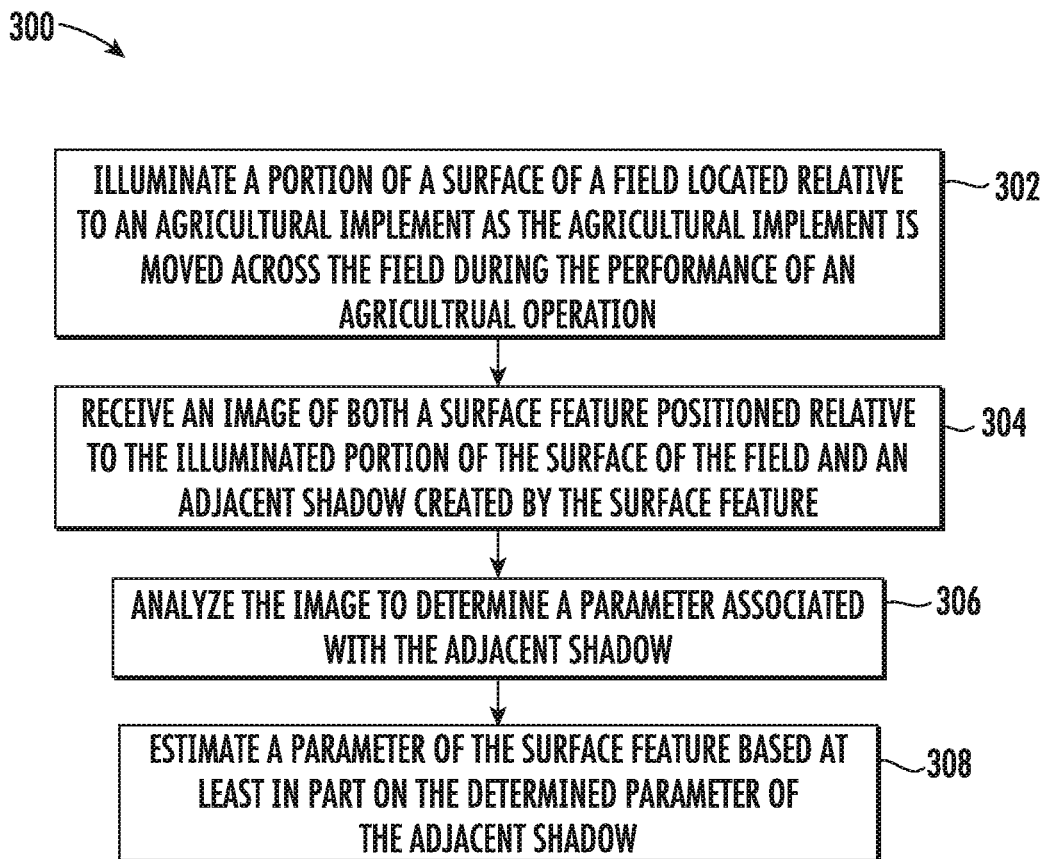 300
ILLUMINATE A PORTION OF A SURFACE OF A FIELD LOCATED RELATIVE
TO AN AGRICULTURAL IMPLEMENT AS THE AGRICULTURAL IMPLEMENT IS
MOVED ACROSS THE FIELD DURING THE PERFORMANCE OF AN
AGRICULTRUAL OPERATION
302
RECEIVE AN IMAGE OF BOTH A SURFACE FEATURE POSITIONED RELATIVE
TO THE ILLUMINATED PORTION OF THE SURFACE OF THE FIELD AND AN
ADJACENT SHADOW CREATED BY THE SURFACE FEATURE
304
ANALYZE THE IMAGE TO DETERMINE A PARAMETER ASSOCIATED
WITH THE ADJACENT SHADOW
306
ESTIMATE A PARAMETER OF THE SURFACE FEATURE BASED AT
LEAST IN PART ON THE DETERMINED PARAMETER OF
THE ADJACENT SHADOW
308